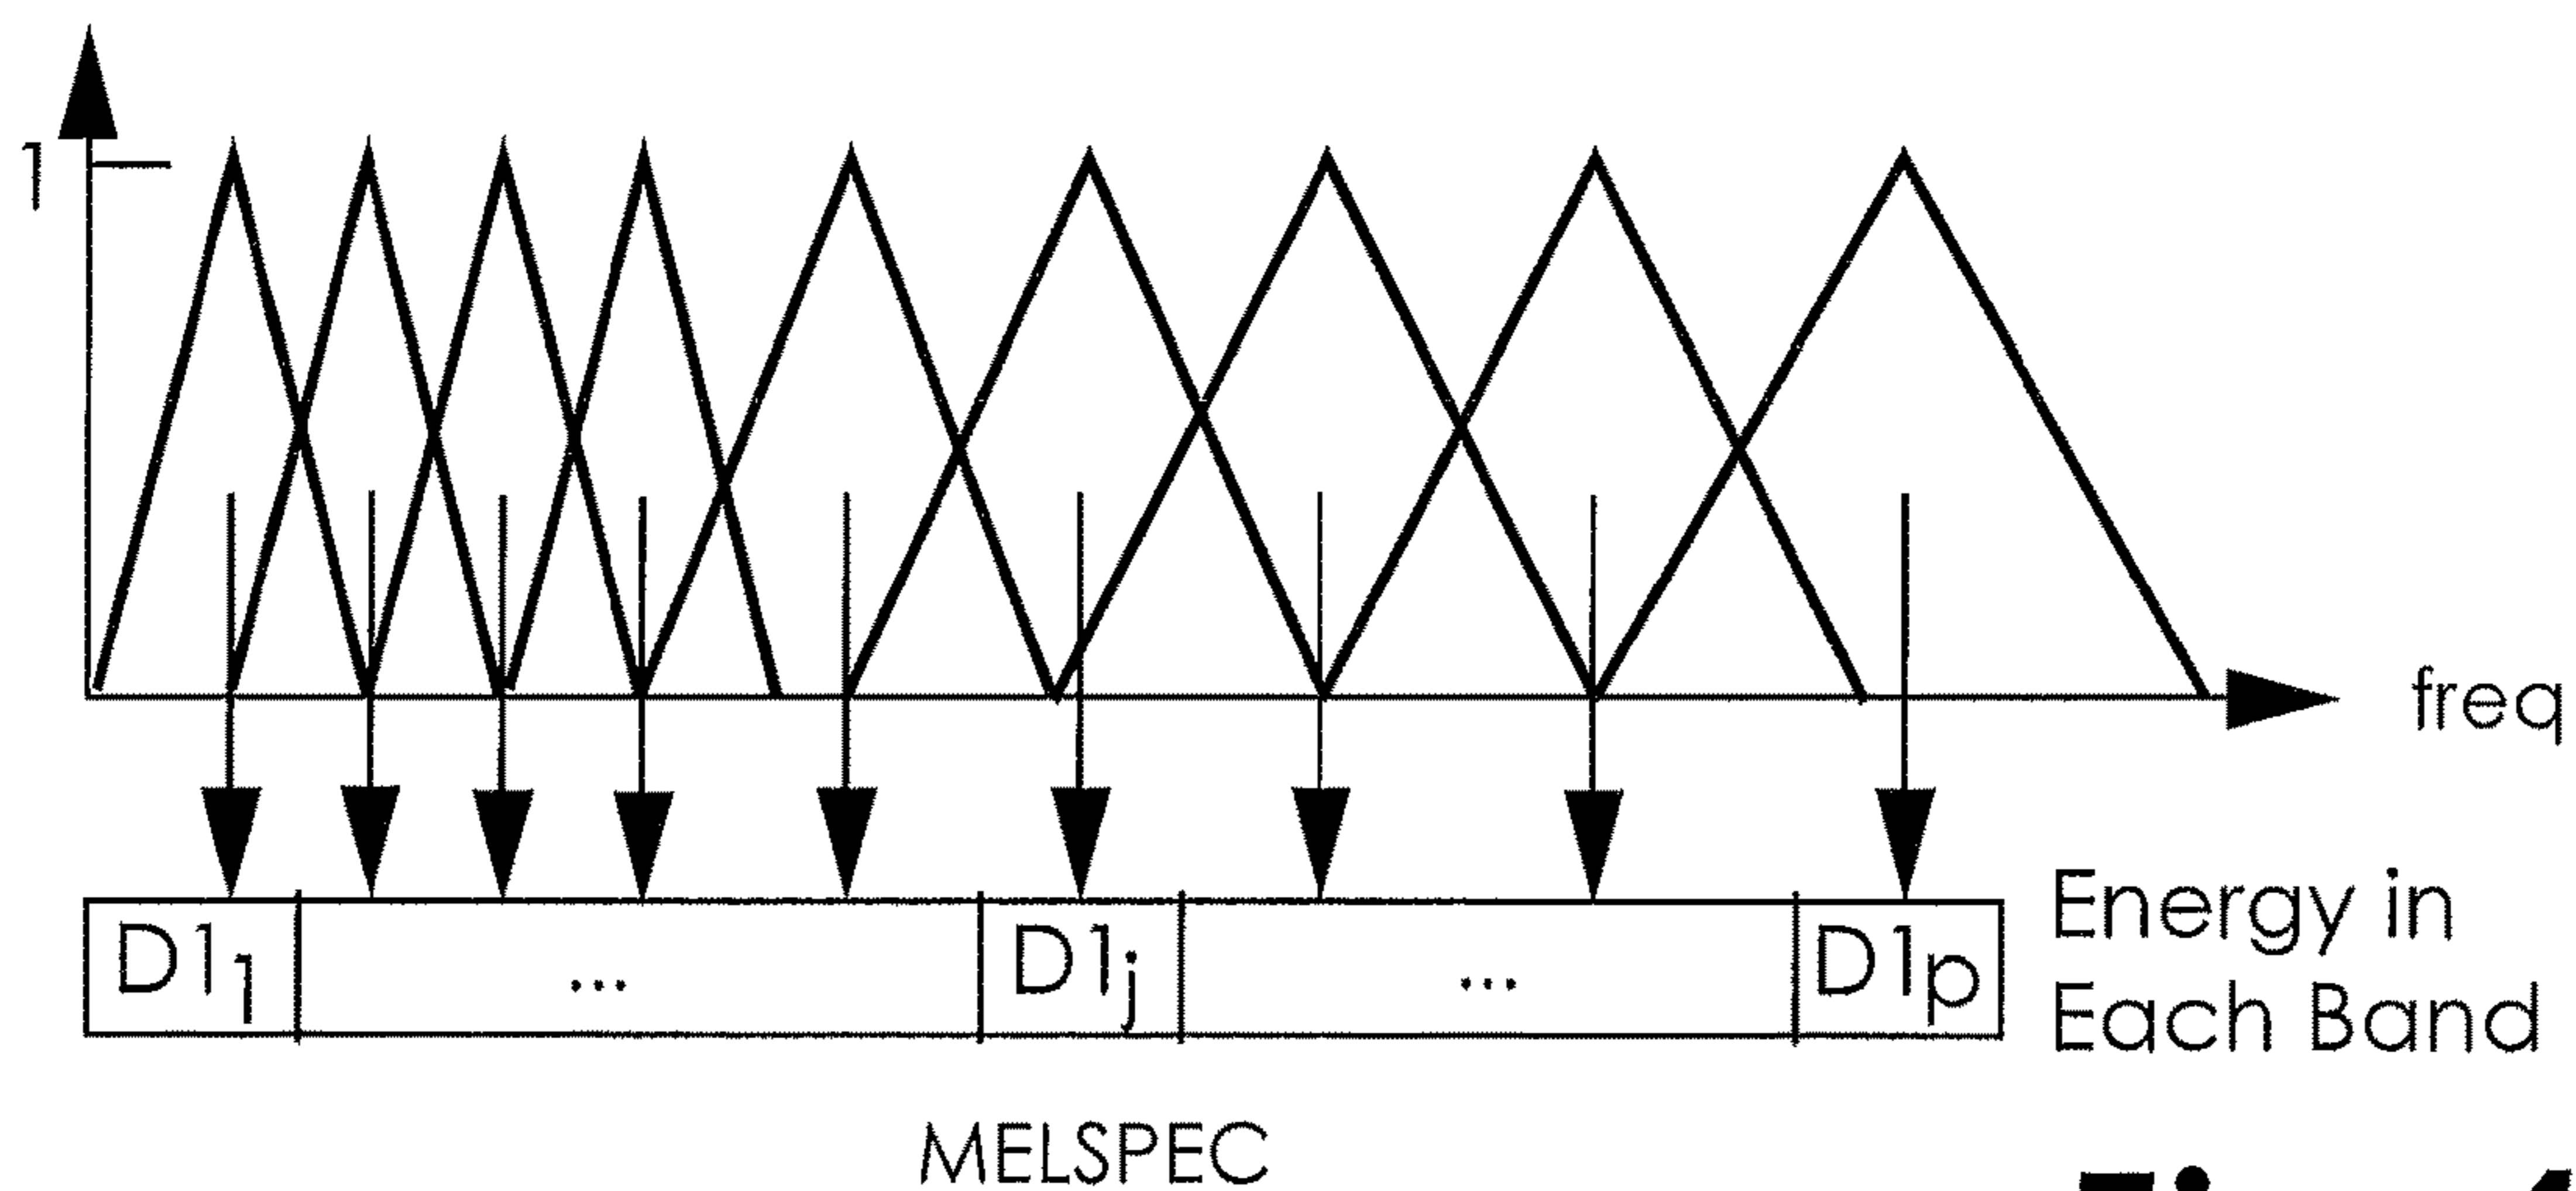 1
freq
D1₁ ... D1ⱼ ... D1ₚ
Energy in
Each Band
MELSPEC